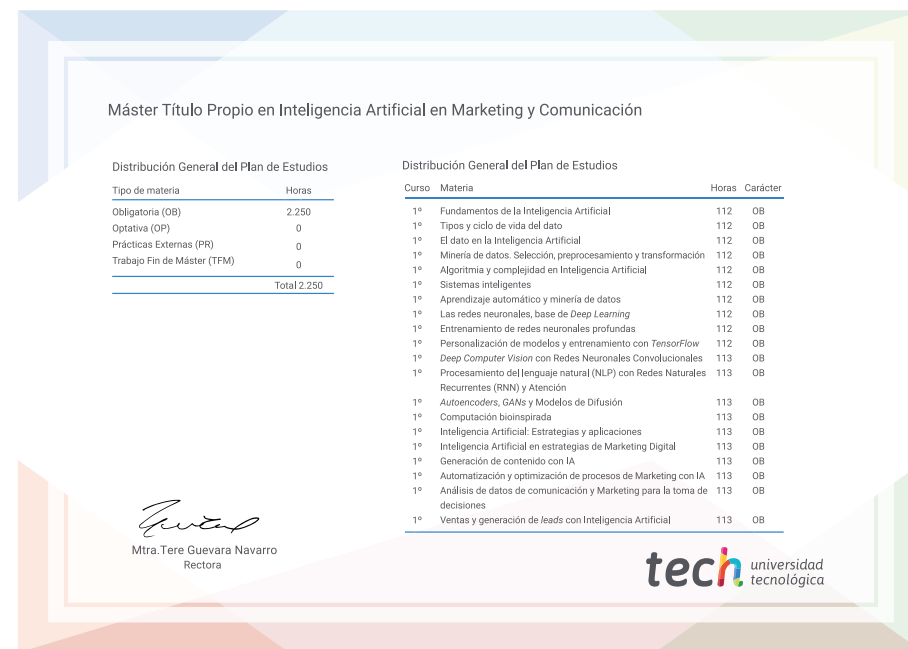 Máster Título Propio en Inteligencia Artificial en Marketing y Comunicación
Distribución General del Plan de Estudios
Tipo de materia Horas
Obligatoria (OB) 2.250
Optativa (OP) 0
Prácticas Externas (PR) 0
Trabajo Fin de Máster (TFM) 0
Total 2.250
Distribución General del Plan de Estudios
Curso Materia Horas Carácter
1º Fundamentos de la Inteligencia Artificial 112 OB
1º Tipos y ciclo de vida del dato 112 OB
1º El dato en la Inteligencia Artificial 112 OB
1º Minería de datos. Selección, preprocesamiento y transformación 112 OB
1º Algoritmia y complejidad en Inteligencia Artificial 112 OB
1º Sistemas inteligentes 112 OB
1º Aprendizaje automático y minería de datos 112 OB
1º Las redes neuronales, base de Deep Learning 112 OB
1º Entrenamiento de redes neuronales profundas 112 OB
1º Personalización de modelos y entrenamiento con TensorFlow 112 OB
1º Deep Computer Vision con Redes Neuronales Convolucionales 113 OB
1º Procesamiento del lenguaje natural (NLP) con Redes Naturales 113 OB
Recurrentes (RNN) y Atención
1º Autoencoders, GANs y Modelos de Difusión 113 OB
1º Computación bioinspirada 113 OB
1º Inteligencia Artificial: Estrategias y aplicaciones 113 OB
1º Inteligencia Artificial en estrategias de Marketing Digital 113 OB
1º Generación de contenido con IA 113 OB
1º Automatización y optimización de procesos de Marketing con IA 113 OB
1º Análisis de datos de comunicación y Marketing para la toma de 113 OB
decisiones
1º Ventas y generación de leads con Inteligencia Artificial 113 OB
Mtra.Tere Guevara Navarro
Rectora
tech universidad
tecnológica